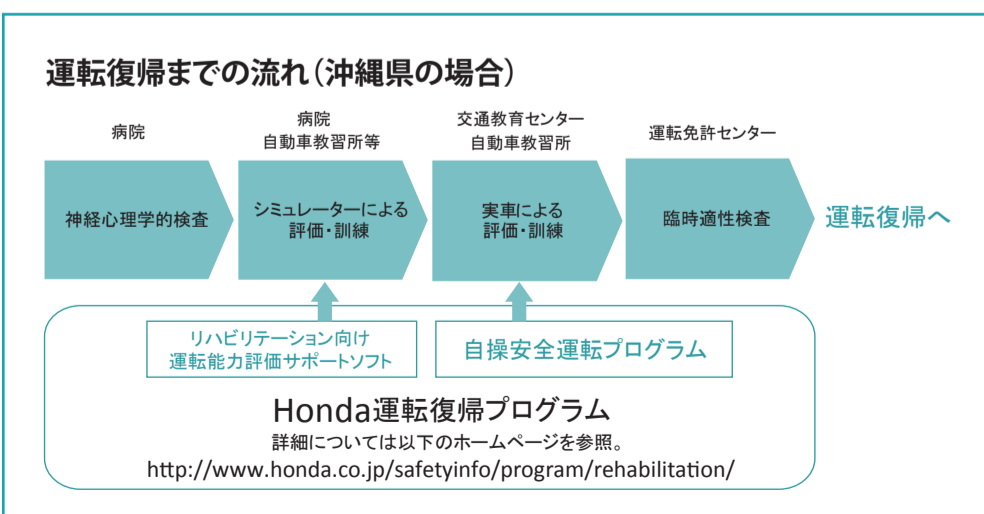 運転復帰までの流れ（沖縄県の場合）
病院
病院
自動車教習所等
交通教育センター
自動車教習所
運転免許センター
神経心理学的検査
シミュレーターによる
評価・訓練
実車による
評価・訓練
臨時適性検査
運転復帰へ
リハビリテーション向け
運転能力評価サポートソフト
自操安全運転プログラム
Honda運転復帰プログラム
詳細については以下のホームページを参照。
http://www.honda.co.jp/safetyinfo/program/rehabilitation/